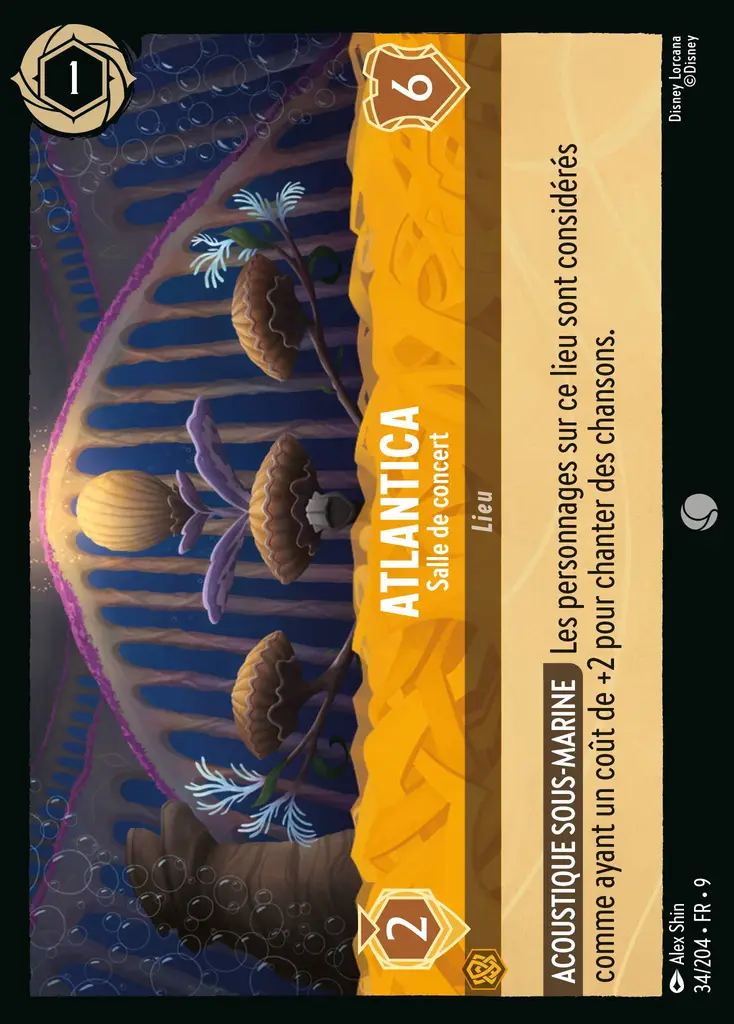 1
2
ATLANTICA
Salle de concert
6
Lieu
ACOUSTIQUE SOUS-MARINE Les personnages sur ce lieu sont considérés
comme ayant un coût de +2 pour chanter des chansons.
Alex Shin
34/204 • FR • 9
Disney Lorcana
©Disney